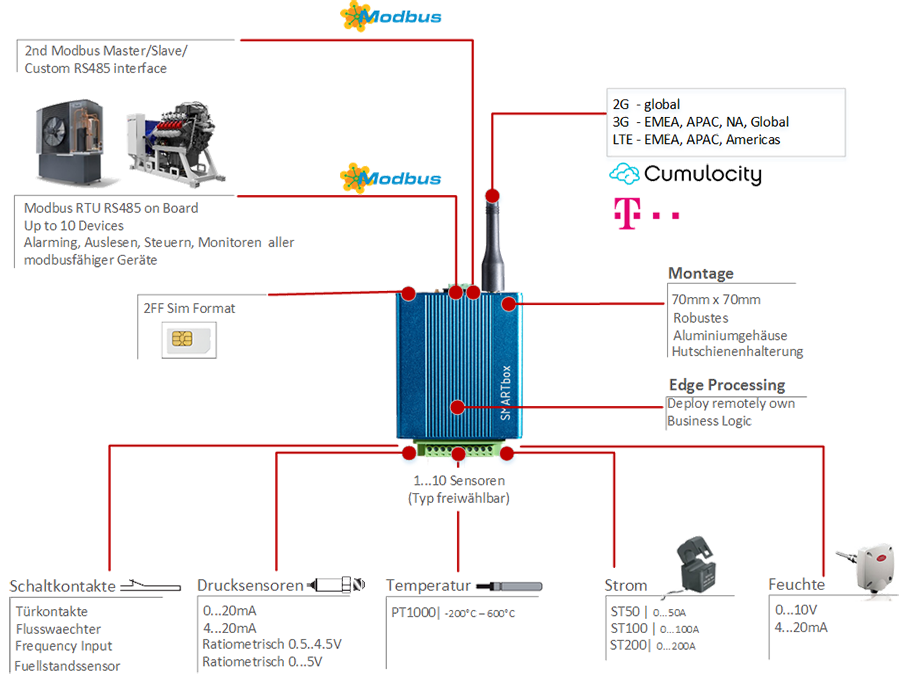 Modbus
2nd Modbus Master/Slave/
Custom RS485 interface
2G - global
3G - EMEA, APAC, NA, Global
LTE - EMEA, APAC, Americas
Cumulocity
T
Modbus
Modbus RTU RS485 on Board
Up to 10 Devices
Alarming, Auslesen, Steuern, Monitoren aller
modbusfähiger Geräte
2FF Sim Format
Montage
70mm x 70mm
Robustes
Aluminiumgehäuse
Hutschienenhalterung
SMARTbox
Edge Processing
Deploy remotely own
Business Logic
1...10 Sensoren
(Typ freiwählbar)
Schaltkontakte
Türkontakte
Flusswaechter
Frequency Input
Fuellstandssensor
Drucksensoren
0...20mA
4...20mA
Ratiometrisch 0.5..4.5V
Ratiometrisch 0...5V
Temperatur
PT1000| -200°C – 600°C
Strom
ST50 | 0...50A
ST100 | 0...100A
ST200| 0...200A
Feuchte
0...10V
4...20mA